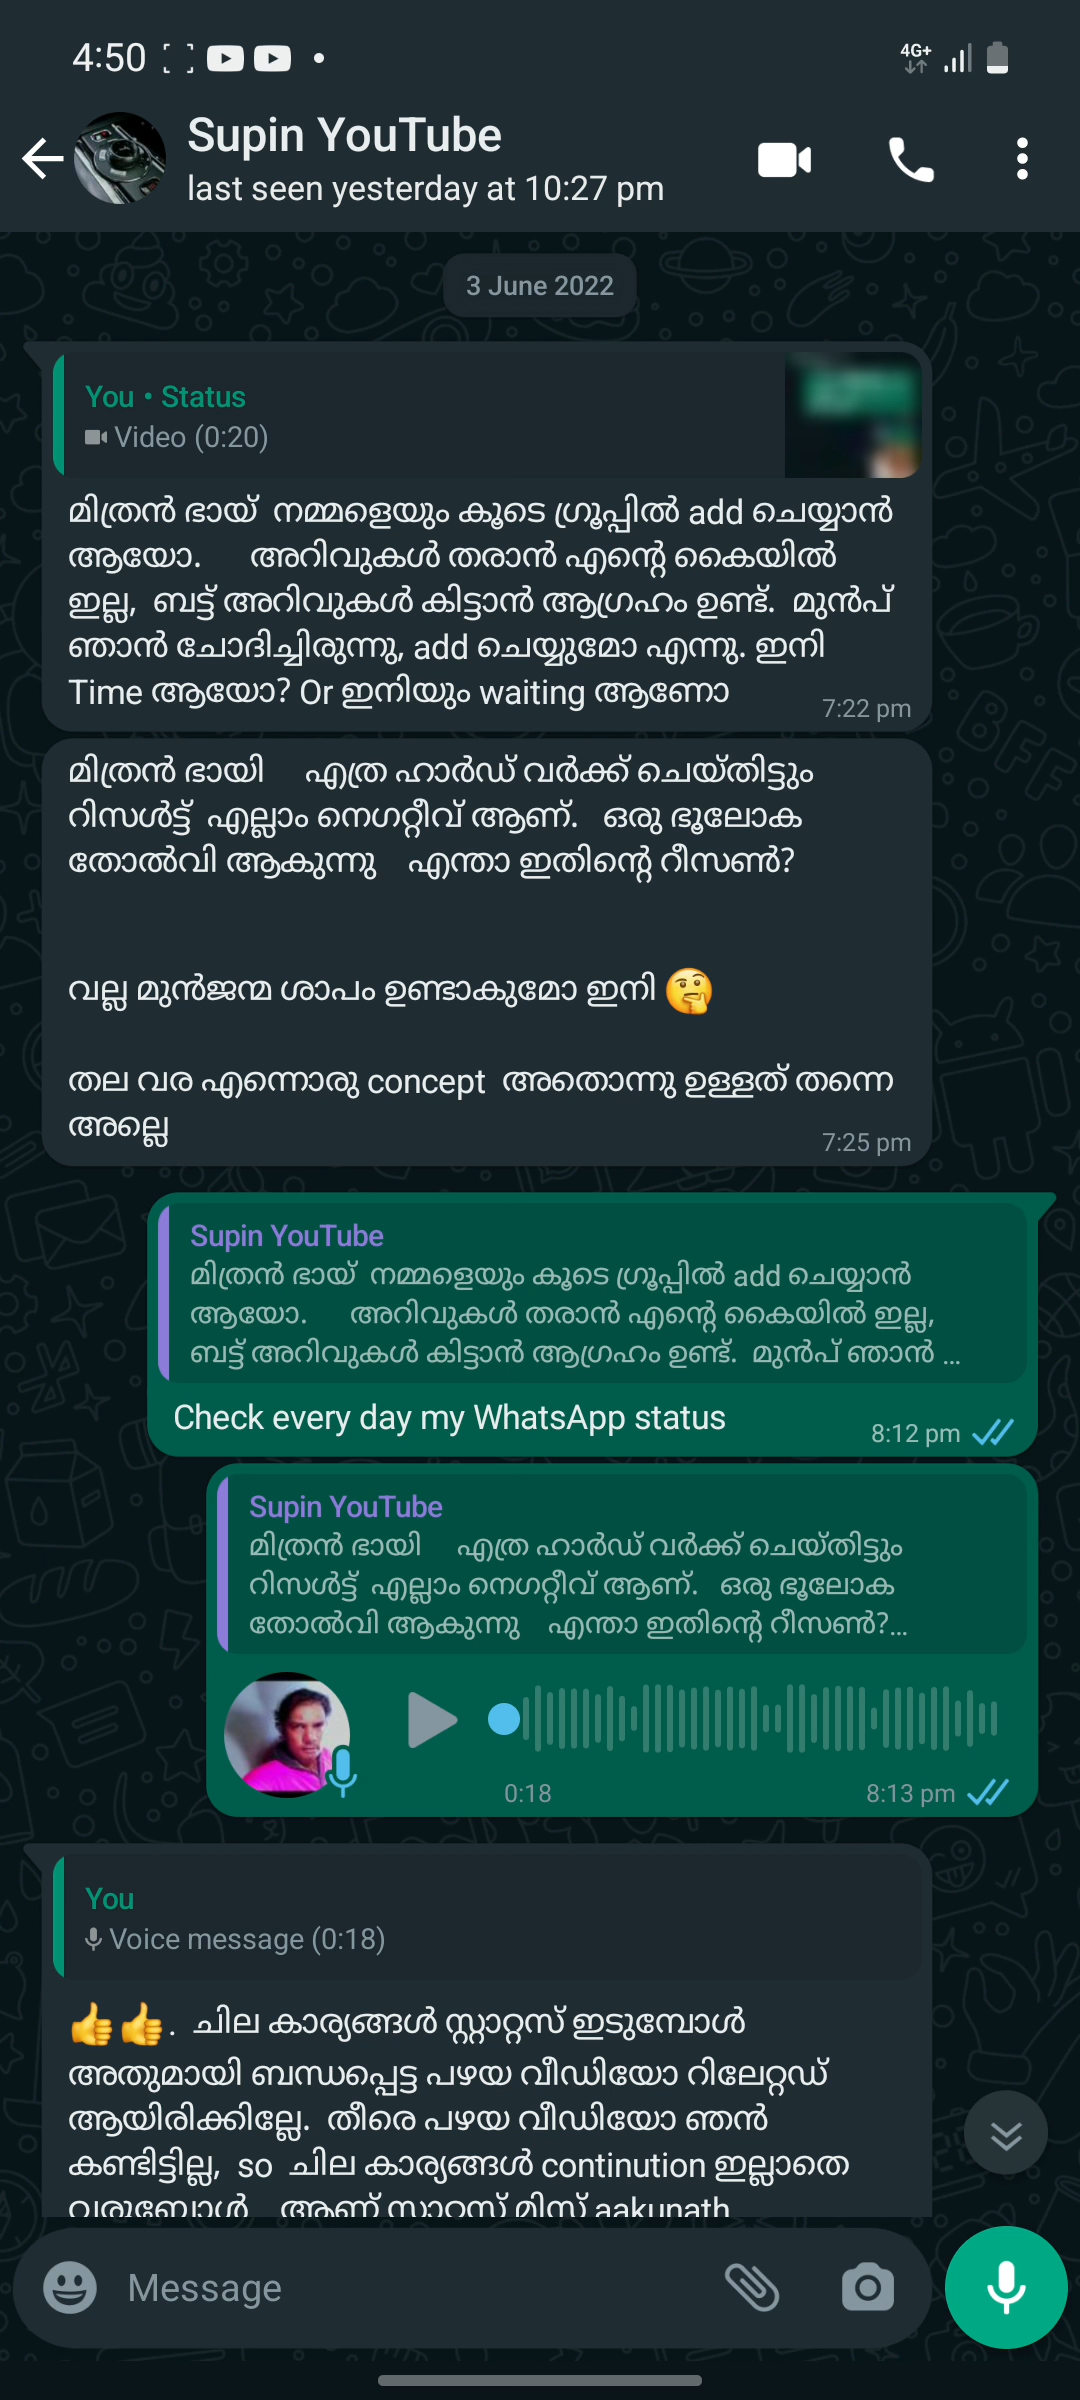 4:50
4G+
Supin YouTube
last seen yesterday at 10:27 pm
3 June 2022
You • Status
Video (0:20)
മിത്രൻ ഭായ് നമ്മളെയും കൂടെ ഗ്രൂപ്പിൽ add ചെയ്യാൻ
ആയോ. അറിവുകൾ തരാൻ എന്റെ കൈയിൽ
ഇല്ല, ബട്ട് അറിവുകൾ കിട്ടാൻ ആഗ്രഹം ഉണ്ട്. മുൻപ്
ഞാൻ ചോദിച്ചിരുന്നു, add ചെയ്യുമോ എന്നു. ഇനി
Time ആയോ? Or ഇനിയും waiting ആണോ
7:22 pm
മിത്രൻ ഭായി എത്ര ഹാർഡ് വർക്ക് ചെയ്തിട്ടും
റിസൾട്ട് എല്ലാം നെഗറ്റീവ് ആണ്. ഒരു ഭൂലോക
തോൽവി ആകുന്നു എന്താ ഇതിന്റെ റീസൺ?
വല്ല മുൻജന്മ ശാപം ഉണ്ടാകുമോ ഇനി 🤔
തല വര എന്നൊരു concept അതൊന്നു ഉള്ളത് തന്നെ
അല്ലെ
7:25 pm
Supin YouTube
മിത്രൻ ഭായ് നമ്മളെയും കൂടെ ഗ്രൂപ്പിൽ add ചെയ്യാൻ
ആയോ. അറിവുകൾ തരാൻ എന്റെ കൈയിൽ ഇല്ല,
ബട്ട് അറിവുകൾ കിട്ടാൻ ആഗ്രഹം ഉണ്ട്. മുൻപ് ഞാൻ ...
Check every day my WhatsApp status
8:12 pm
Supin YouTube
മിത്രൻ ഭായി എത്ര ഹാർഡ് വർക്ക് ചെയ്തിട്ടും
റിസൾട്ട് എല്ലാം നെഗറ്റീവ് ആണ്. ഒരു ഭൂലോക
തോൽവി ആകുന്നു എന്താ ഇതിന്റെ റീസൺ?...
0:18
8:13 pm
You
Voice message (0:18)
👍👍. ചില കാര്യങ്ങൾ സ്റ്റാറ്റസ് ഇടുമ്പോൾ
അതുമായി ബന്ധപ്പെട്ട പഴയ വീഡിയോ റിലേറ്റഡ്
ആയിരിക്കില്ലേ. തീരെ പഴയ വീഡിയോ ഞൻ
കണ്ടിട്ടില്ല, so ചില കാര്യങ്ങൾ continution ഇല്ലാതെ
ആണ് സ്റ്റാറ്റസ് മിസ് aakunath
Message